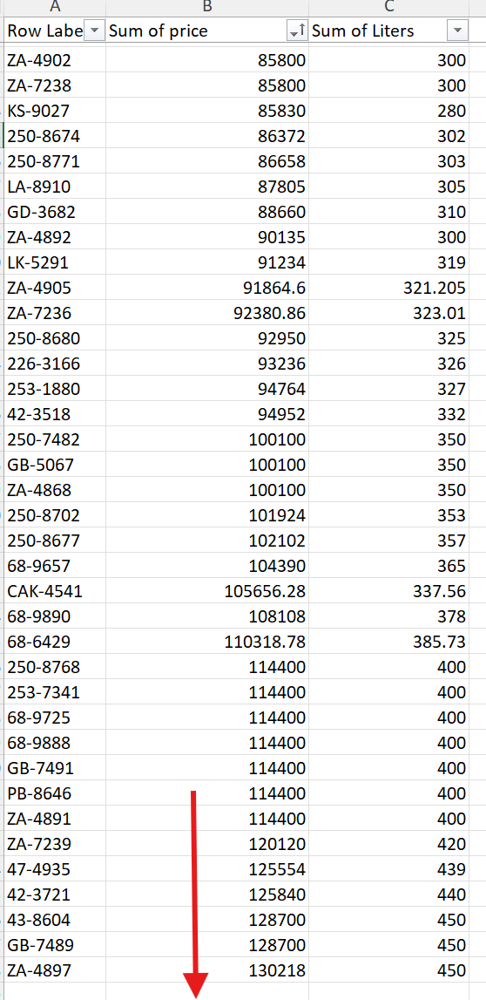 A B C
Row Labe Sum of price Sum of Liters
ZA-4902 85800 300
ZA-7238 85800 300
KS-9027 85830 280
250-8674 86372 302
250-8771 86658 303
LA-8910 87805 305
GD-3682 88660 310
ZA-4892 90135 300
LK-5291 91234 319
ZA-4905 91864.6 321.205
ZA-7236 92380.86 323.01
250-8680 92950 325
226-3166 93236 326
253-1880 94764 327
42-3518 94952 332
250-7482 100100 350
GB-5067 100100 350
ZA-4868 100100 350
250-8702 101924 353
250-8677 102102 357
68-9657 104390 365
CAK-4541 105656.28 337.56
68-9890 108108 378
68-6429 110318.78 385.73
250-8768 114400 400
253-7341 114400 400
68-9725 114400 400
68-9888 114400 400
GB-7491 114400 400
PB-8646 114400 400
ZA-4891 114400 400
ZA-7239 120120 420
47-4935 125554 439
42-3721 125840 440
43-8604 128700 450
GB-7489 128700 450
ZA-4897 130218 450